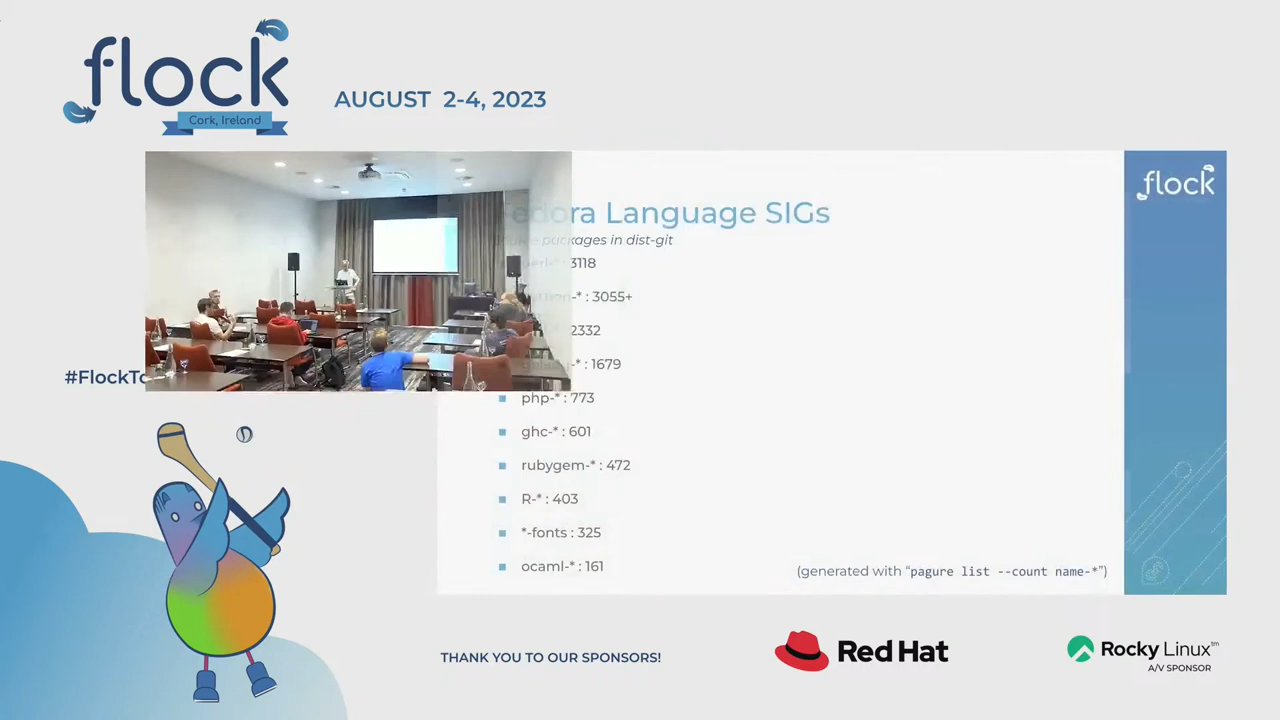 flock
Cork, Ireland
AUGUST 2-4, 2023
flock
Fedora Language SIGs
packages in dist-git
3118
-* : 3055+
2332
-* : 1679
php-* : 773
ghc-* : 601
rubygem-* : 472
R-* : 403
*-fonts : 325
ocaml-* : 161
(generated with “pagure list --count name-*”)
#FlockTo
THANK YOU TO OUR SPONSORS!
Red Hat
Rocky Linux™
A/V SPONSOR